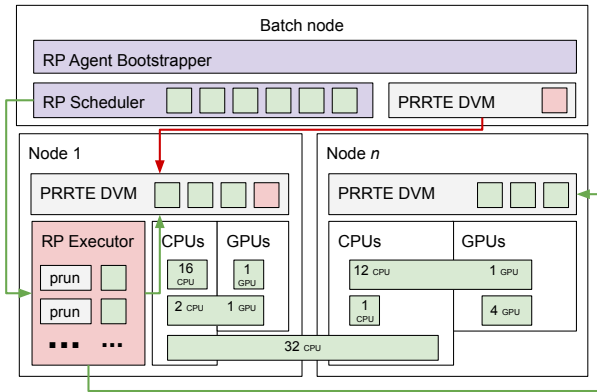 Batch node
RP Agent Bootstrapper
RP Scheduler
PRRTE DVM
Node 1
PRRTE DVM
RP Executor
prun
prun
... ...
CPUs
GPUs
16
CPU
1
GPU
2 CPU
1 GPU
32 CPU
Node n
PRRTE DVM
CPUs
GPUs
12 CPU
1 GPU
1
CPU
4 GPU